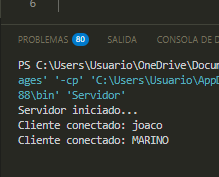 6
PROBLEMAS 80 SALIDA CONSOLA DE D
PS C:\Users\Usuario\OneDrive\Docum
ages' '-cp' 'C:\Users\Usuario\AppD
88\bin' 'Servidor'
Servidor iniciado...
Cliente conectado: joaco
Cliente conectado: MARINO